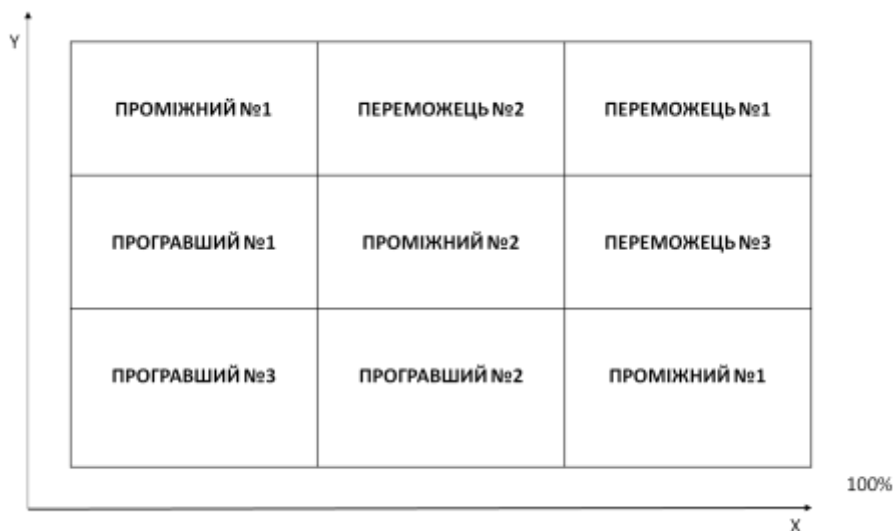 Y
ПРОМІЖНИЙ №1 ПЕРЕМОЖЕЦЬ №2 ПЕРЕМОЖЕЦЬ №1
ПРОГРАВШИЙ №1 ПРОМІЖНИЙ №2 ПЕРЕМОЖЕЦЬ №3
ПРОГРАВШИЙ №3 ПРОГРАВШИЙ №2 ПРОМІЖНИЙ №1
100%
X